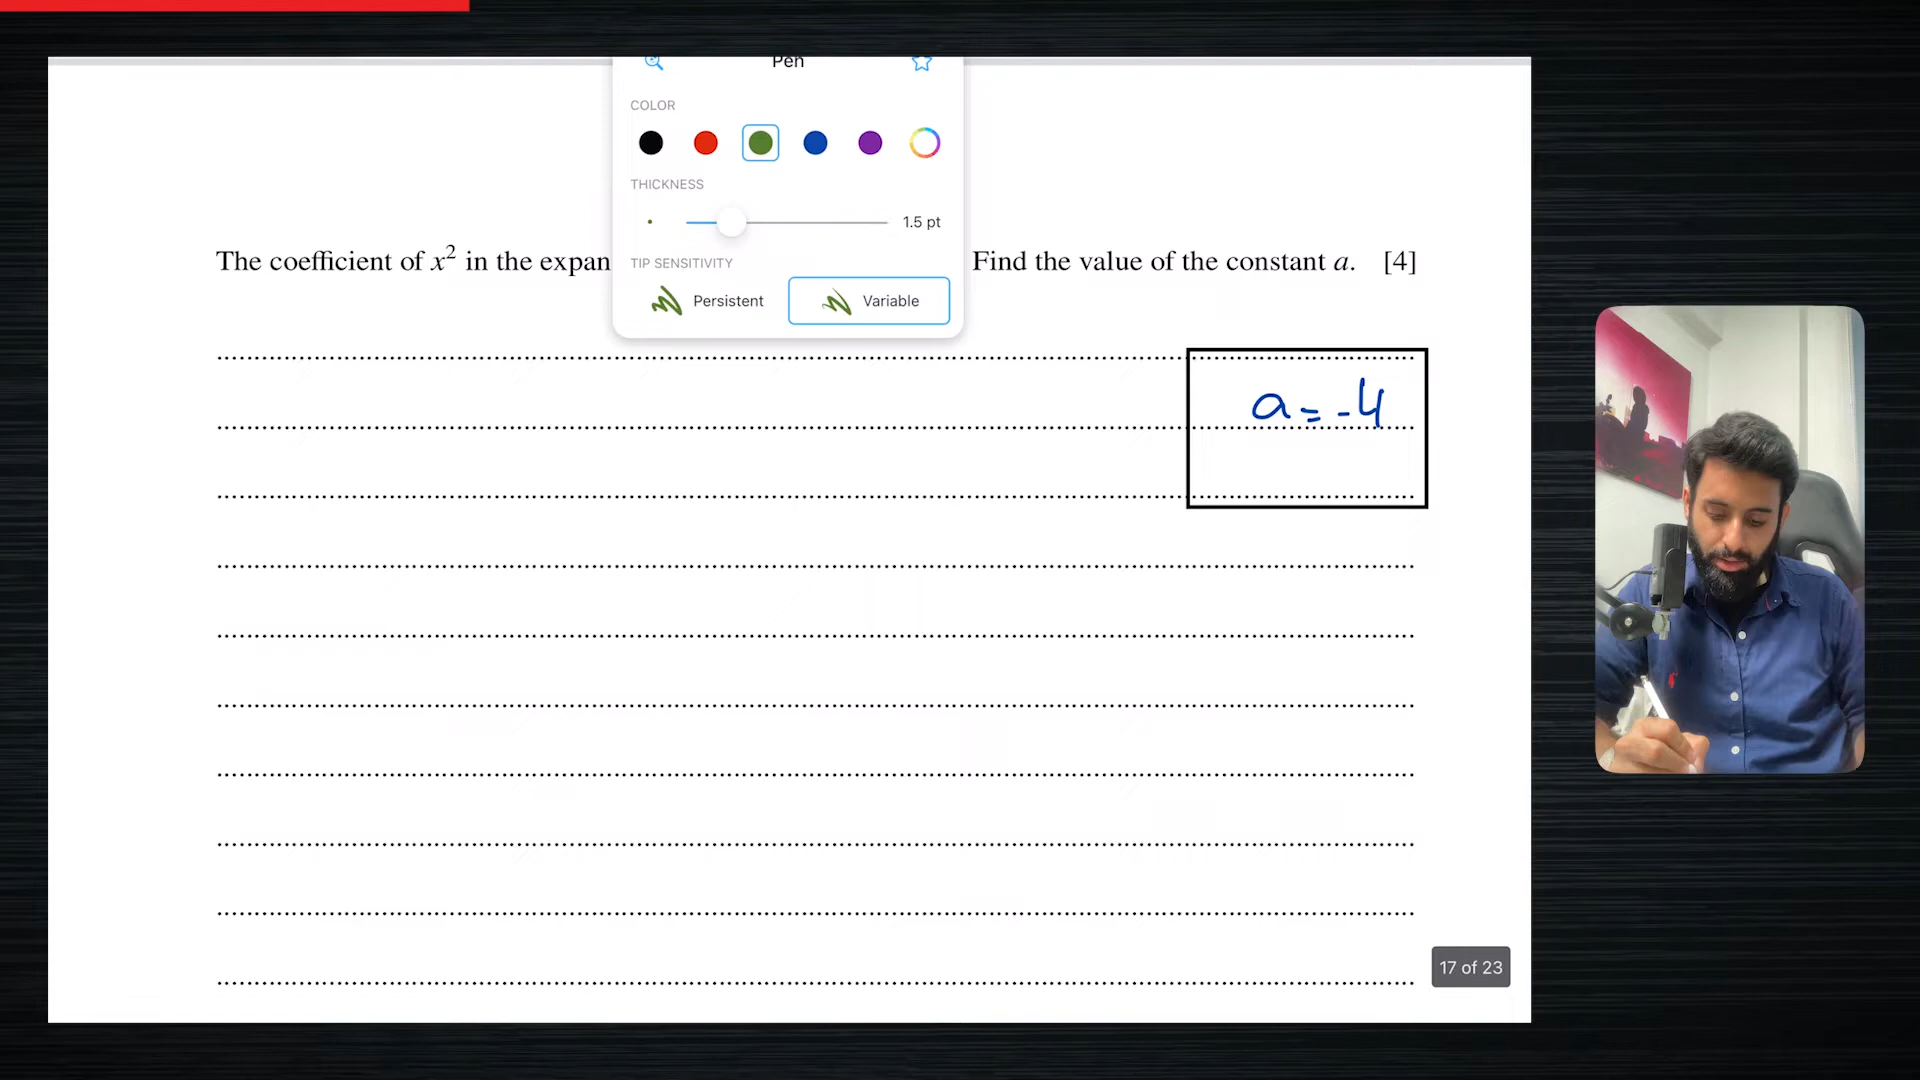 Pen
COLOR
THICKNESS
1.5 pt
The coefficient of x² in the expan
TIP SENSITIVITY
Find the value of the constant a. [4]
Persistent
Variable
a = -4
17 of 23